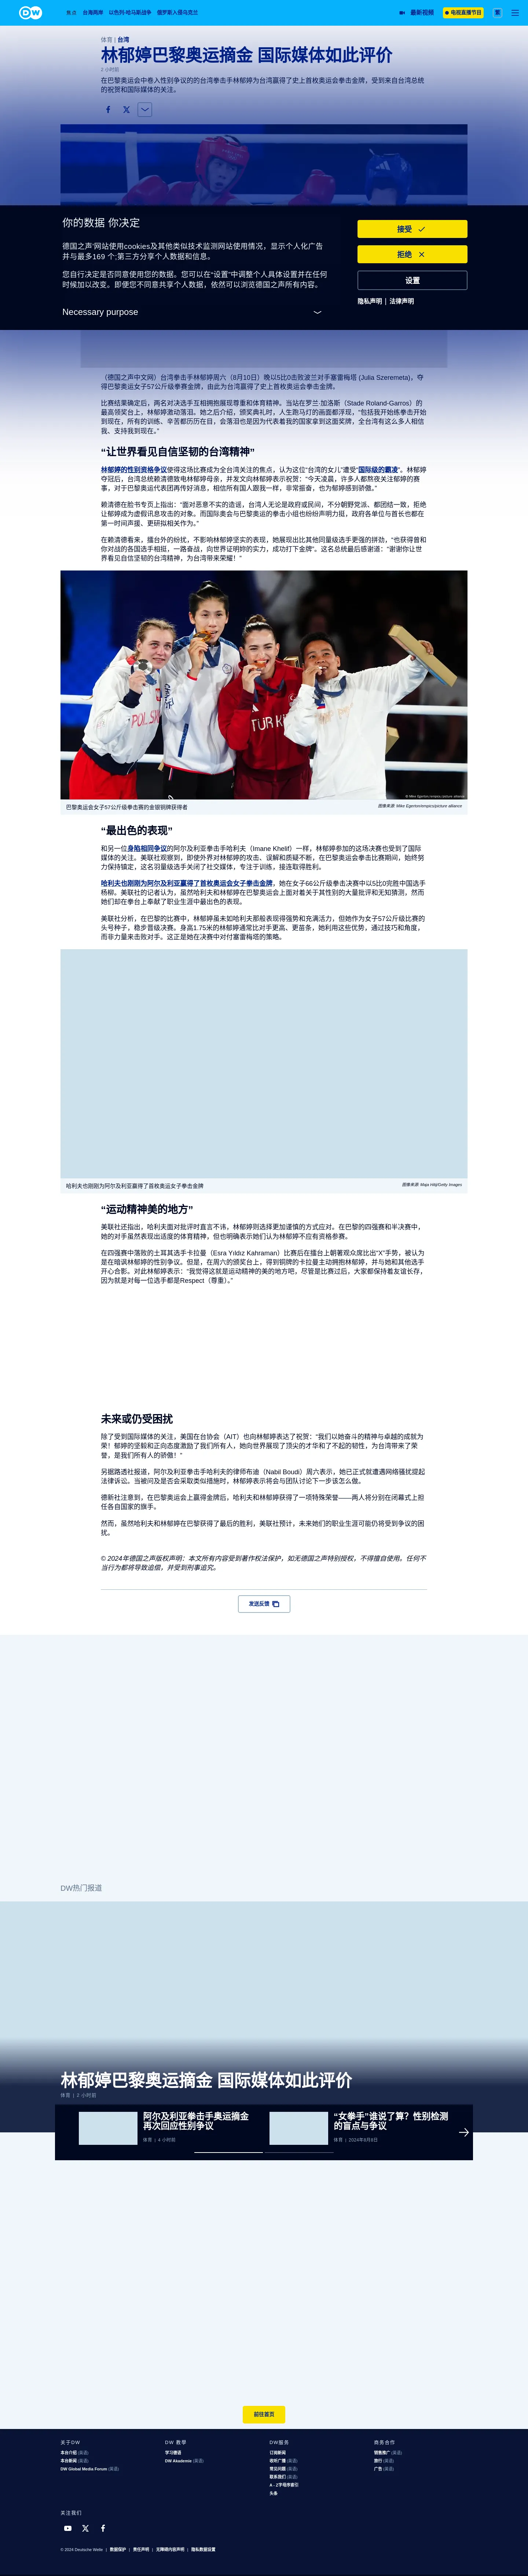 DW
焦点
台海两岸
以色列-哈马斯战争
俄罗斯入侵乌克兰
最新视频
电视直播节目
繁
体育 | 台湾
林郁婷巴黎奥运摘金 国际媒体如此评价
2 小时前
在巴黎奥运会中卷入性别争议的的台湾拳击手林郁婷为台湾赢得了史上首枚奥运会拳击金牌，受到来自台湾总统
的祝贺和国际媒体的关注。
你的数据 你决定
德国之声网站使用cookies及其他类似技术监测网站使用情况，显示个人化广告
并与最多169 个第三方分享个人数据和信息。
您自行决定是否同意使用您的数据。您可以在"设置"中调整个人具体设置并在任何
时候加以改变。即使您不同意共享个人数据，依然可以浏览德国之声所有内容。
Necessary purpose
接受
拒绝
设置
隐私声明 | 法律声明
（德国之声中文网）台湾拳击手林郁婷周六（8月10日）晚以5比0击败波兰对手塞雷梅塔 (Julia Szeremeta)，夺
得巴黎奥运女子57公斤级拳赛金牌，由此为台湾赢得了史上首枚奥运会拳击金牌。
比赛结果确定后，两名对决选手互相拥抱展现尊重和体育精神。当站在罗兰·加洛斯（Stade Roland-Garros）的
最高领奖台上，林郁婷激动落泪。她之后介绍，颁奖典礼时，人生跑马灯的画面都浮现，"包括我开始练拳击开始
到现在，所有的训练、辛苦都历历在目，会落泪也是因为代表着我的国家拿到这面奖牌，全台湾有这么多人相信
我、支持我到现在。"
“让世界看见自信坚韧的台湾精神”
林郁婷的性别资格争议使得这场比赛成为全台湾关注的焦点，认为这位“台湾的女儿”遭受“国际级的霸凌”。林郁婷
夺冠后，台湾总统赖清德致电林郁婷母亲，并发文向林郁婷表示祝贺：“今天凌晨，许多人都熬夜关注郁婷的赛
事，对于巴黎奥运代表团再传好消息，相信所有国人跟我一样，非常振奋，也为郁婷感到骄傲。”
赖清德在脸书专页上指出：“面对恶意不实的造谣，台湾人无论是政府或民间，不分朝野党派、都团结一致，拒绝
让郁婷成为虚假讯息攻击的对象。而国际奥会与巴黎奥运的拳击小组也纷纷声明力挺，政府各单位与首长也都在
第一时间声援、更研拟相关作为。”
在赖清德看来，擂台外的纷扰，不影响林郁婷坚实的表现，她展现出比其他同量级选手更强的拼劲，“也获得曾和
你对战的各国选手相挺，一路奋战，向世界证明妳的实力，成功打下金牌”。这名总统最后感谢道：“谢谢你让世
界看见自信坚韧的台湾精神，为台湾带来荣耀！”
巴黎奥运会女子57公斤级拳击赛的金银铜牌获得者
图像来源: Mike Egerton/empics/picture alliance
“最出色的表现”
和另一位身陷相同争议的阿尔及利亚拳击手哈利夫（Imane Khelif）一样，林郁婷参加的这场决赛也受到了国际
媒体的关注。美联社观察到，即使外界对林郁婷的攻击、误解和质疑不断，在巴黎奥运会拳击比赛期间，她终努
力保持镇定，这名羽量级选手关闭了社交媒体，专注于训练，接连取得胜利。
哈利夫也刚刚为阿尔及利亚赢得了首枚奥运会女子拳击金牌，她在女子66公斤级拳击决赛中以5比0完胜中国选手
杨柳。美联社的记者认为，虽然哈利夫和林郁婷在巴黎奥运会上面对着关于其性别的大量批评和无知猜测，然而
她们却在拳台上奉献了职业生涯中最出色的表现。
美联社分析，在巴黎的比赛中，林郁婷虽未如哈利夫那般表现得强势和充满活力，但她作为女子57公斤级比赛的
头号种子，稳步晋级决赛。身高1.75米的林郁婷通常比对手更高、更苗条，她利用这些优势，通过技巧和角度，
而非力量来击败对手。这正是她在决赛中对付塞雷梅塔的策略。
哈利夫也刚刚为阿尔及利亚赢得了首枚奥运女子拳击金牌
图像来源: Maja Hitij/Getty Images
“运动精神美的地方”
美联社还指出，哈利夫面对批评时直言不讳，林郁婷则选择更加谨慎的方式应对。在巴黎的四强赛和半决赛中，
她的对手虽然表现出适度的体育精神，但也明确表示她们认为林郁婷不应有资格参赛。
在四强赛中落败的土耳其选手卡拉曼（Esra Yıldız Kahraman）比赛后在擂台上朝著观众席比出“X”手势，被认为
是在暗讽林郁婷的性别争议。但是，在周六的颁奖台上，得到铜牌的卡拉曼主动拥抱林郁婷，并与她和其他选手
开心合影。对此林郁婷表示：“我觉得这就是运动精神的美的地方吧，尽管是比赛过后，大家都保持着友谊长存，
因为就是对每一位选手都是Respect（尊重）。”
未来或仍受困扰
除了受到国际媒体的关注，美国在台协会（AIT）也向林郁婷表达了祝贺：“我们以她奋斗的精神与卓越的成就为
荣！郁婷的坚毅和正向态度激励了我们所有人，她向世界展现了顶尖的才华和了不起的韧性，为台湾带来了荣
誉，是我们所有人的骄傲！”
另据路透社报道，阿尔及利亚拳击手哈利夫的律师布迪（Nabil Boudi）周六表示，她已正式就遭遇网络骚扰提起
法律诉讼。当被问及是否会采取类似措施时，林郁婷表示将会与团队讨论下一步该怎么做。
德新社注意到，在巴黎奥运会上赢得金牌后，哈利夫和林郁婷获得了一项特殊荣誉——两人将分别在闭幕式上担
任各自国家的旗手。
然而，虽然哈利夫和林郁婷在巴黎获得了最后的胜利，美联社预计，未来她们的职业生涯可能仍将受到争议的困
扰。
© 2024年德国之声版权声明：本文所有内容受到著作权法保护，如无德国之声特别授权，不得擅自使用。任何不
当行为都将导致追偿，并受到刑事追究。
发送反馈
DW热门报道
林郁婷巴黎奥运摘金 国际媒体如此评价
体育 | 2 小时前
阿尔及利亚拳击手奥运摘金
再次回应性别争议
体育 | 4 小时前
“女拳手”谁说了算？性别检测
的盲点与争议
体育 | 2024年8月8日
前往首页
关于DW
本台介绍 (英语)
本台新闻 (英语)
DW Global Media Forum (英语)
DW 教學
学习德语
DW Akademie (英语)
DW服务
订阅新闻
收听广播 (英语)
常见问题 (英语)
联系我们 (英语)
A - Z字母序索引
头条
商务合作
销售推广 (英语)
旅行 (英语)
广告 (英语)
关注我们
© 2024 Deutsche Welle | 数据保护 | 责任声明 | 无障碍内容声明 | 隐私数据设置